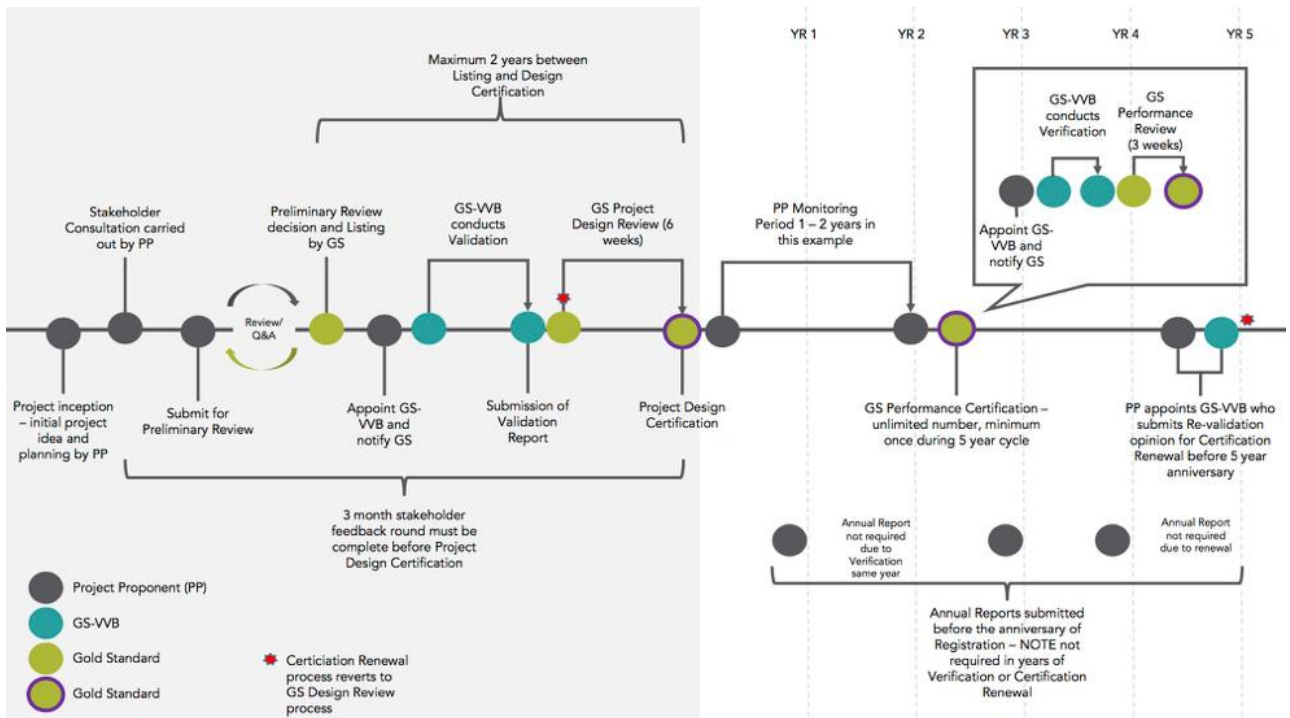 YR 1
YR 2
YR 3
YR 4
YR 5
Maximum 2 years between
Listing and Design
Certification
GS-VVB
conducts
Verification
GS
Performance
Review
(3 weeks)
Appoint GS-
VVB and
notify GS
Stakeholder
Consultation carried
out by PP
Preliminary Review
decision and Listing
by GS
GS-VVB
conducts
Validation
GS Project
Design Review (6
weeks)
PP Monitoring
Period 1 – 2 years in
this example
Review/
Q&A
Project inception
– initial project
idea and
planning by PP
Submit for
Preliminary Review
Appoint GS-
VVB and
notify GS
Submission of
Validation
Report
Project Design
Certification
GS Performance Certification –
unlimited number, minimum
once during 5 year cycle
PP appoints GS-VVB who
submits Re-validation
opinion for Certification
Renewal before 5 year
anniversary
3 month stakeholder
feedback round must be
complete before Project
Design Certification
Annual Report
not required
due to
Verification
same year
Annual Report
not required
due to renewal
Annual Reports submitted
before the anniversary of
Registration – NOTE not
required in years of
Verification or Certification
Renewal
Project Proponent (PP)
GS-VVB
Gold Standard
Gold Standard
Certiciation Renewal
process reverts to
GS Design Review
process